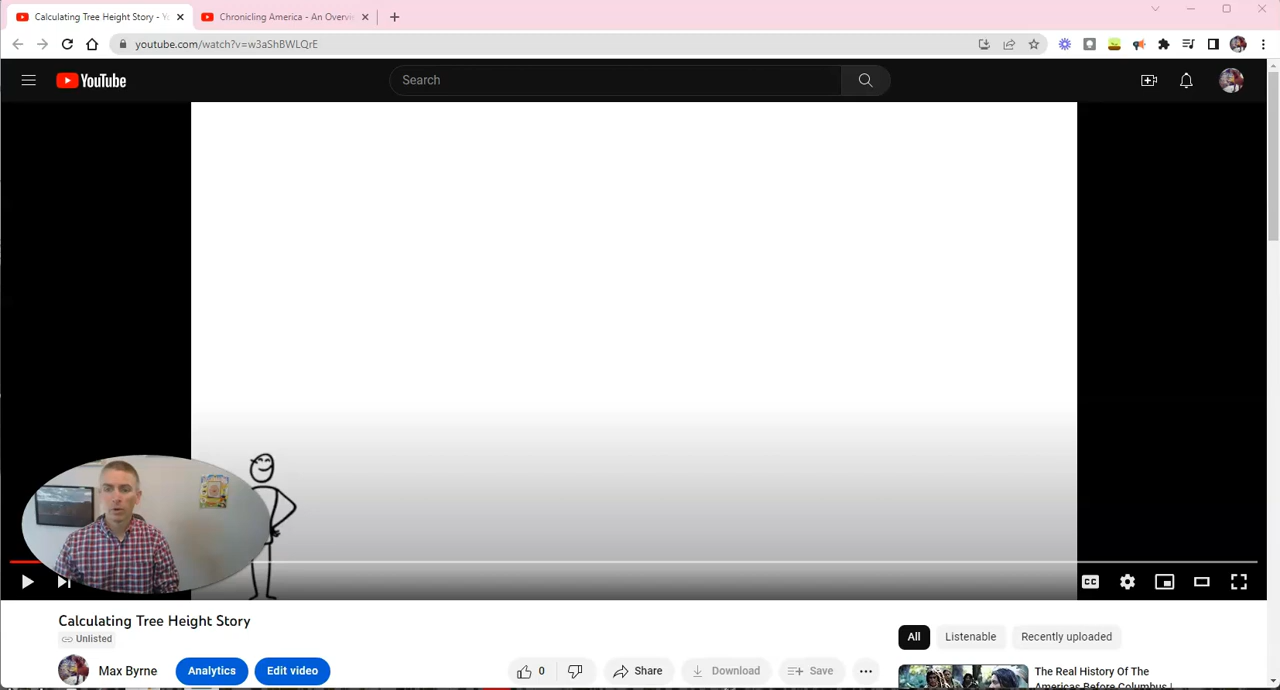 Calculating Tree Height Story - Y
Chronicling America - An Overvi
youtube.com/watch?v=w3aShBWLQrE
YouTube
Search
CC
Calculating Tree Height Story
Unlisted
Max Byrne
Analytics
Edit video
0
Share
Download
Save
All
Listenable
Recently uploaded
The Real History Of The
Americas Before Columbus |